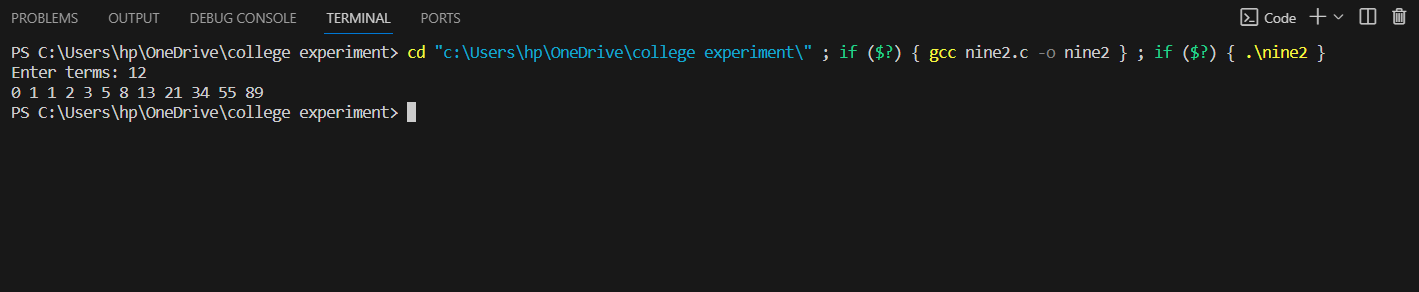 PROBLEMS OUTPUT DEBUG CONSOLE TERMINAL PORTS Code
PS C:\Users\hp\OneDrive\college experiment> cd "c:\Users\hp\OneDrive\college experiment\" ; if ($?) { gcc nine2.c -o nine2 } ; if ($?) { .\nine2 }
Enter terms: 12
0 1 1 2 3 5 8 13 21 34 55 89
PS C:\Users\hp\OneDrive\college experiment>